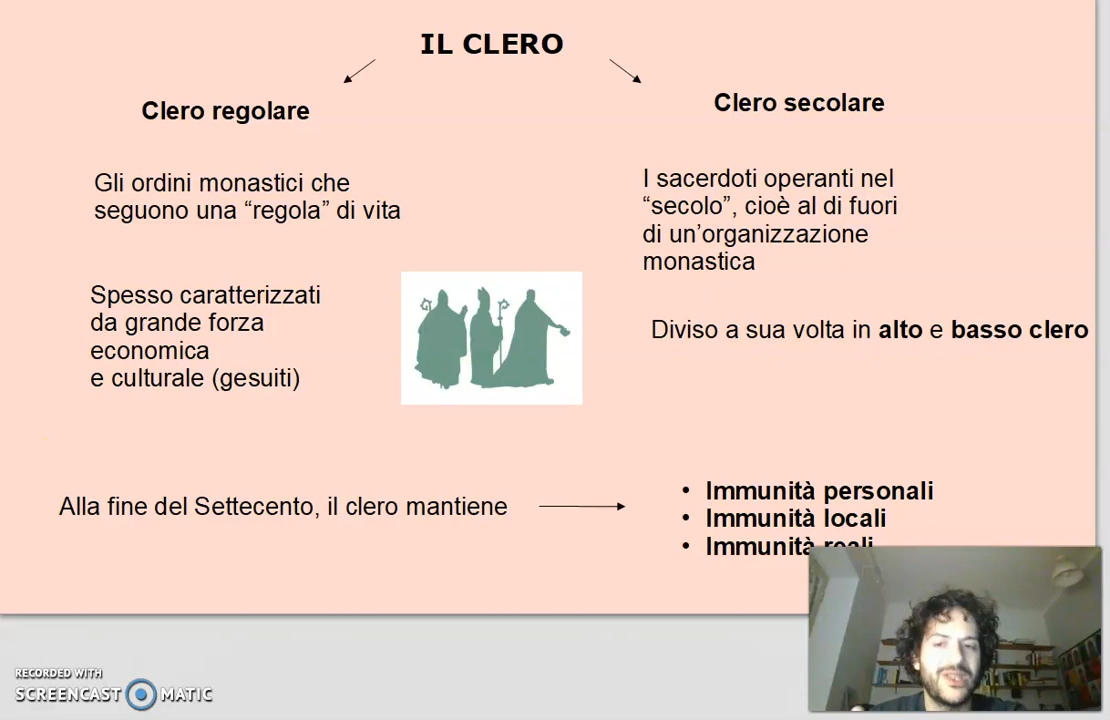 IL CLERO
Clero regolare
Gli ordini monastici che
seguono una “regola” di vita
Spesso caratterizzati
da grande forza
economica
e culturale (gesuiti)
Clero secolare
I sacerdoti operanti nel
“secolo”, cioè al di fuori
di un’organizzazione
monastica
Diviso a sua volta in alto e basso clero
Alla fine del Settecento, il clero mantiene
• Immunità personali
• Immunità locali
• Immunità reali
RECORDED WITH
SCREENCAST MATIC